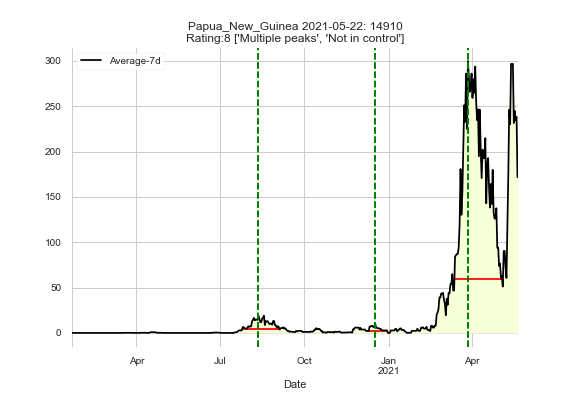 Papua_New_Guinea 2021-05-22: 14910
Rating:8 ['Multiple peaks', 'Not in control']
Average-7d
300
250
200
150
100
50
0
Apr
Jul
Oct
Jan
2021
Apr
Date